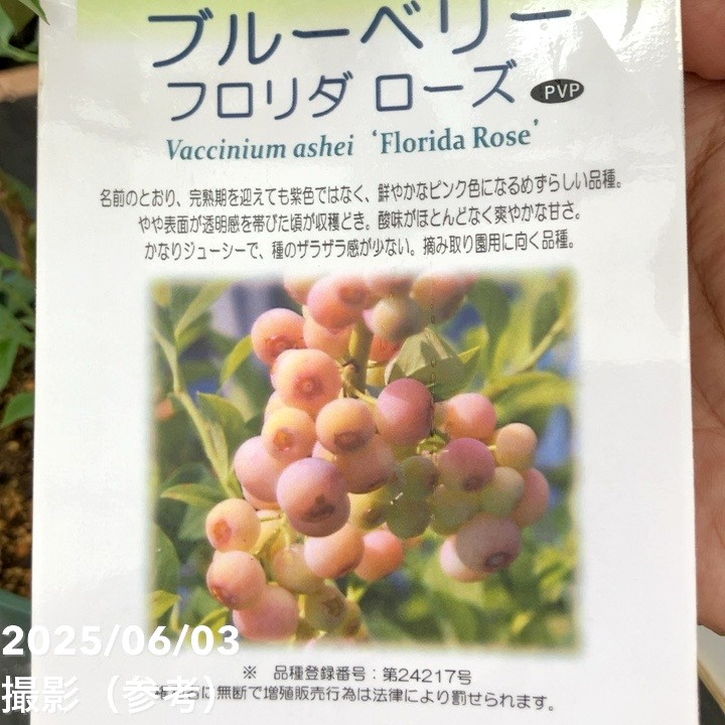 ブルーベリー
フロリダ ローズ PVP
Vaccinium ashei ‘Florida Rose’
名前のとおり、完熟期を迎えても紫色ではなく、鮮やかなピンク色になるめずらしい品種。
やや表面が透明感を帯びた頃が収穫どき。酸味がほとんどなく爽やかな甘さ。
かなりジューシーで、種のザラザラ感が少ない。摘み取り園用に向く品種。
※ 品種登録番号：第24217号
に無断で増殖販売行為は法律により罰せられます。
2025/06/03
撮影（参考）